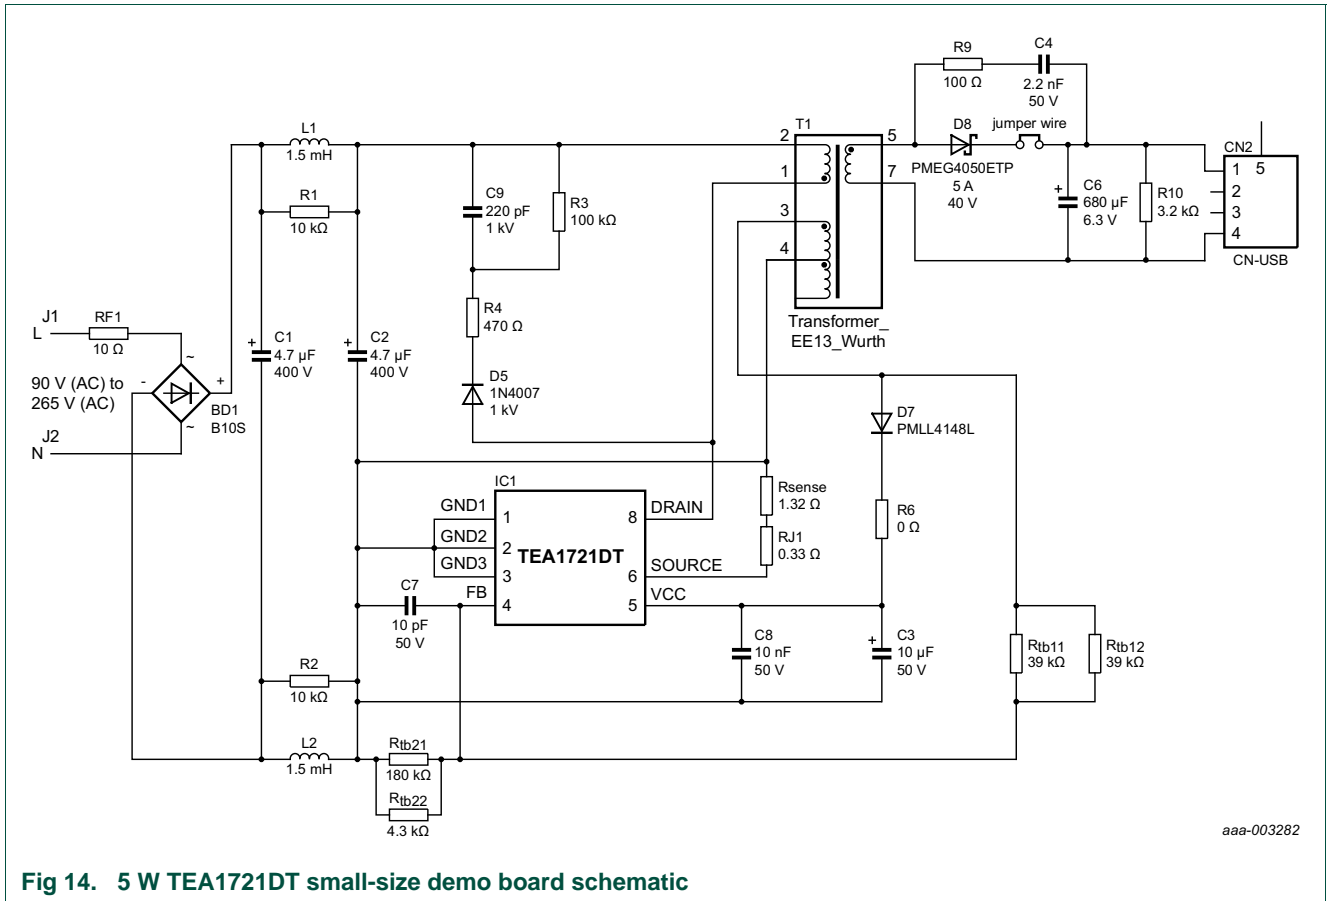 R9
100 Ω
C4
2.2 nF
50 V
L1
1.5 mH
T1
2
1
3
4
5
7
D8
jumper wire
PMEG4050ETP
5 A
40 V
CN2
1
2
3
4
5
CN-USB
R1
10 kΩ
C9
220 pF
1 kV
R3
100 kΩ
C6
+
680 µF
6.3 V
R10
3.2 kΩ
R4
470 Ω
Transformer_
EE13_Wurth
J1
L
RF1
10 Ω
C1
+
4.7 µF
400 V
C2
+
4.7 µF
400 V
~
-
+
~
90 V (AC) to
265 V (AC)
BD1
B10S
J2
N
D5
1N4007
1 kV
D7
PMLL4148L
IC1
GND1
1
GND2
2
GND3
3
FB
4
TEA1721DT
8
DRAIN
6
SOURCE
5
VCC
Rsense
1.32 Ω
RJ1
0.33 Ω
R6
0 Ω
C7
10 pF
50 V
C8
10 nF
50 V
C3
+
10 µF
50 V
Rtb11
39 kΩ
Rtb12
39 kΩ
R2
10 kΩ
L2
1.5 mH
Rtb21
180 kΩ
Rtb22
4.3 kΩ
aaa-003282
Fig 14. 5 W TEA1721DT small-size demo board schematic